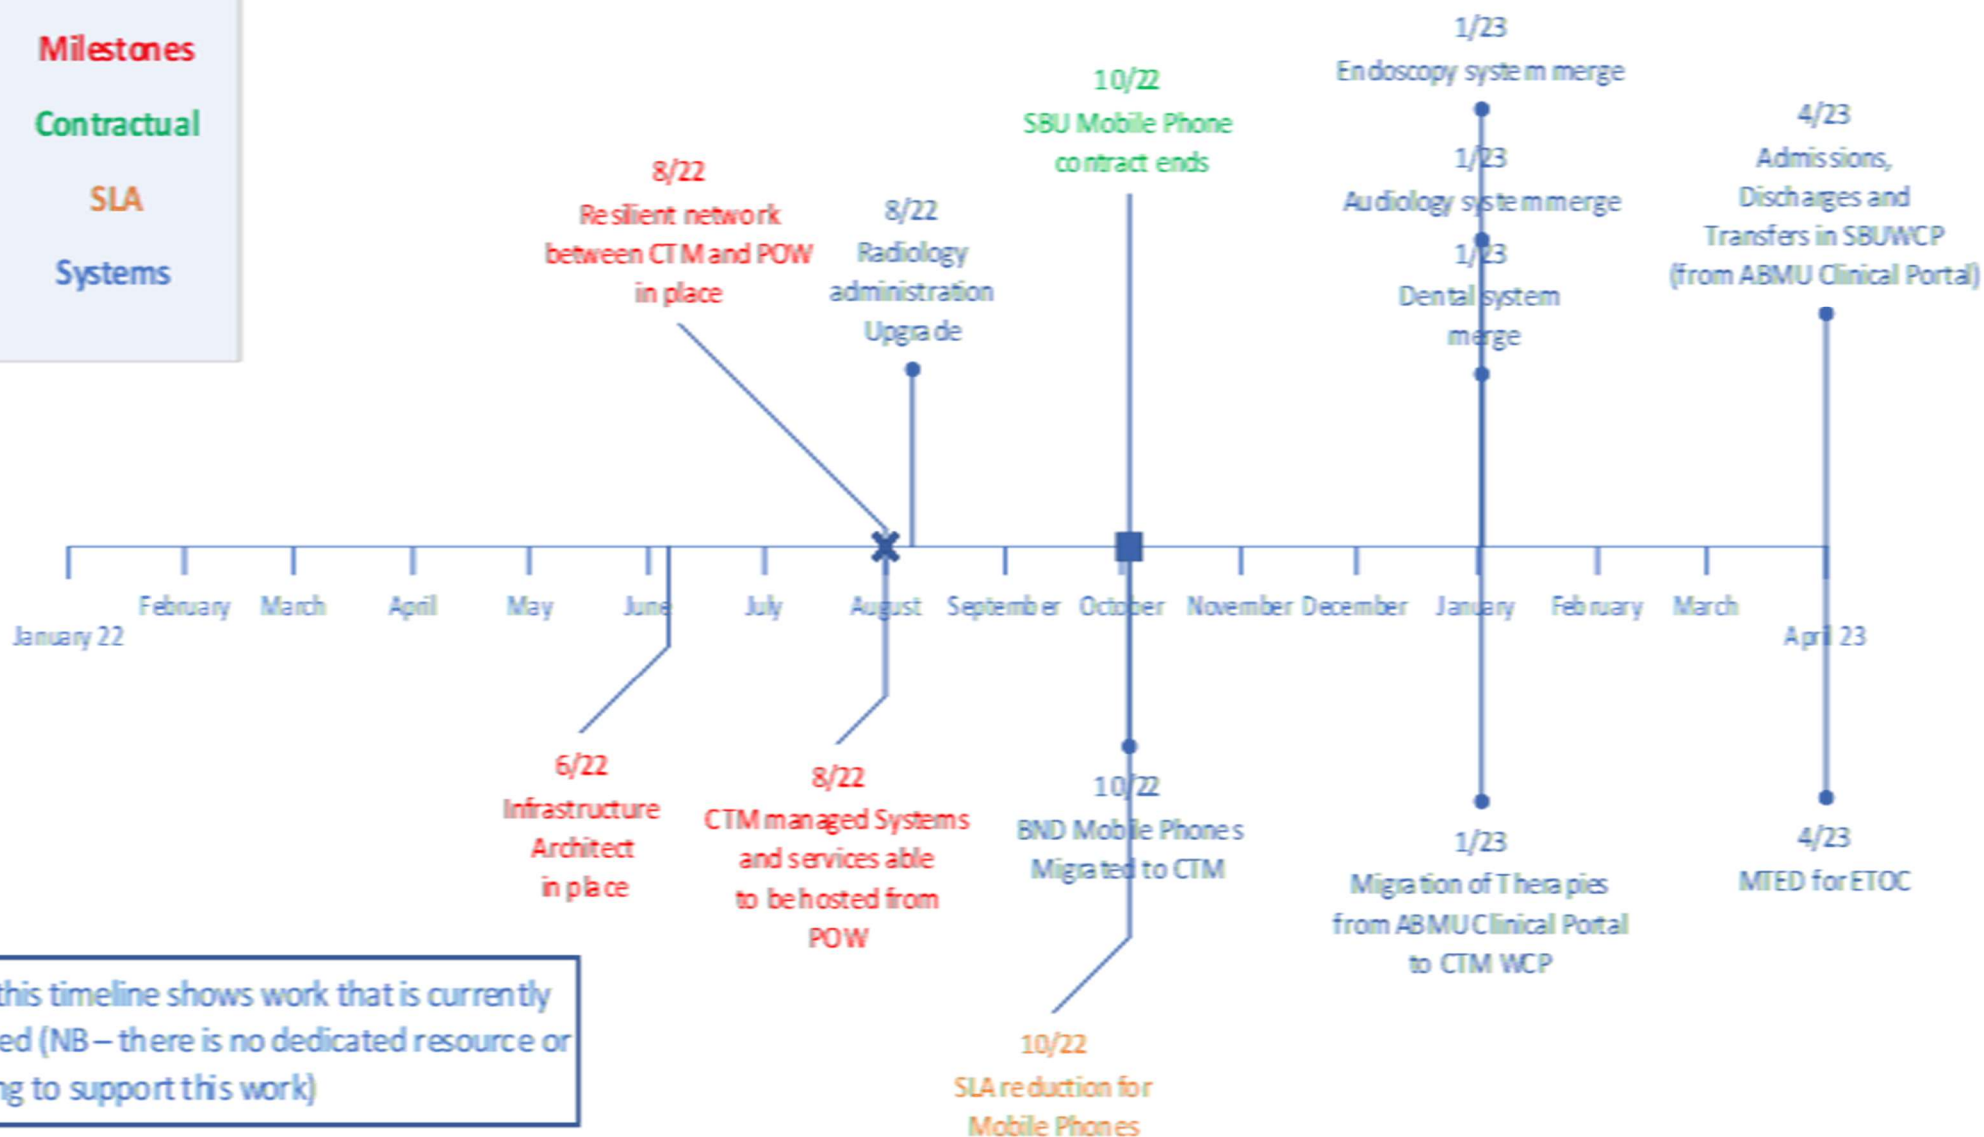 Milestones
Contractual
SLA
Systems
8/22
Resilient network
between CTM and POW
in place
8/22
Radiology
administration
Upgrade
10/22
SBU Mobile Phone
contract ends
1/23
Endoscopy system merge
1/23
Audiology system merge
1/23
Dental system
merge
4/23
Admissions,
Discharges and
Transfers in SBUWCP
(from ABMU Clinical Portal)
January 22
February
March
April
May
June
July
August
September
October
November
December
January
February
March
April 23
6/22
Infrastructure
Architect
in place
8/22
CTM managed Systems
and services able
to be hosted from
POW
10/22
BND Mobile Phones
Migrated to CTM
10/22
SLA reduction for
Mobile Phones
1/23
Migration of Therapies
from ABMU Clinical Portal
to CTM WCP
4/23
MTED for ETOC
this timeline shows work that is currently
ed (NB – there is no dedicated resource or
ng to support this work)